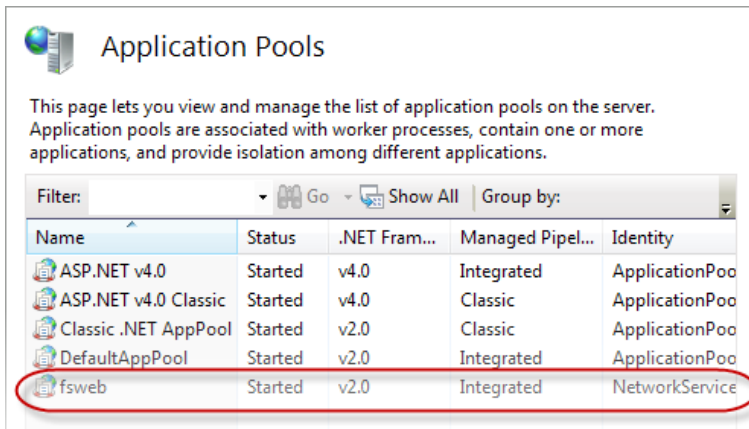 Application Pools
This page lets you view and manage the list of application pools on the server.
Application pools are associated with worker processes, contain one or more
applications, and provide isolation among different applications.
Filter: Go Show All Group by:
Name Status .NET Fram... Managed Pipel... Identity
ASP.NET v4.0 Started v4.0 Integrated ApplicationPoo
ASP.NET v4.0 Classic Started v4.0 Classic ApplicationPoo
Classic .NET AppPool Started v2.0 Classic ApplicationPoo
DefaultAppPool Started v2.0 Integrated ApplicationPoo
fsweb Started v2.0 Integrated NetworkService